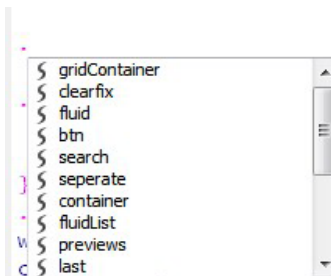 .
gridContainer
clearfix
.
fluid
btn
search
}
seperate
container
.
fluidList
w
previews
c
last